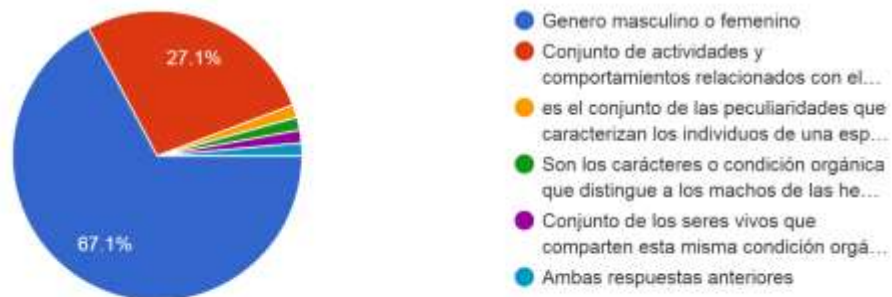 27.1%
67.1%
Genero masculino o femenino
Conjunto de actividades y
comportamientos relacionados con el...
es el conjunto de las peculiaridades que
caracterizan los individuos de una esp...
Son los carácteres o condición orgánica
que distingue a los machos de las he...
Conjunto de los seres vivos que
comparten esta misma condición orgá...
Ambas respuestas anteriores